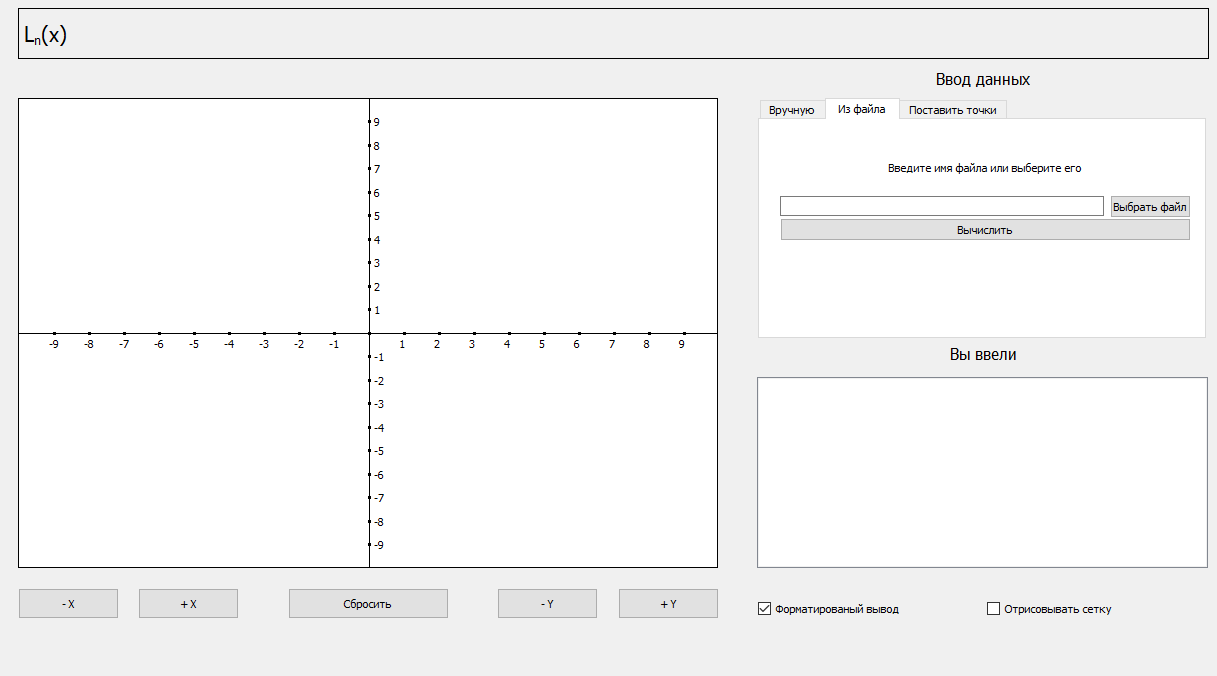 Ln(x)
Ввод данных
Вручную Из файла Поставить точки
Введите имя файла или выберите его
Выбрать файл
Вычислить
9
8
7
6
5
4
3
2
1
-9 -8 -7 -6 -5 -4 -3 -2 -1 1 2 3 4 5 6 7 8 9
-1
-2
-3
-4
-5
-6
-7
-8
-9
Вы ввели
- X + X Сбросить - Y + Y
Форматированый вывод Отрисовывать сетку